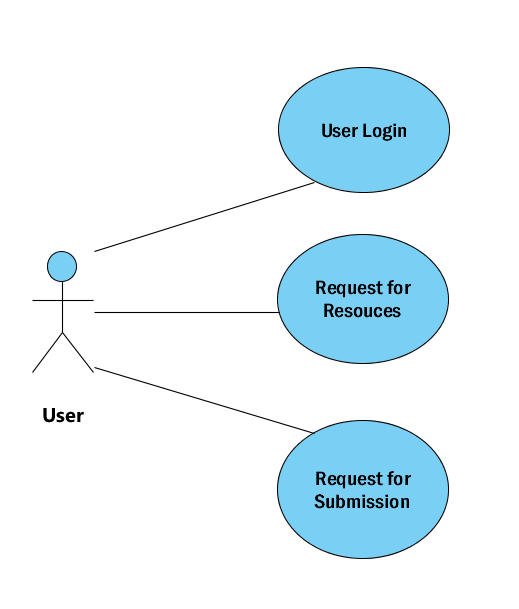 User Login
Request for
Resouces
User
Request for
Submission